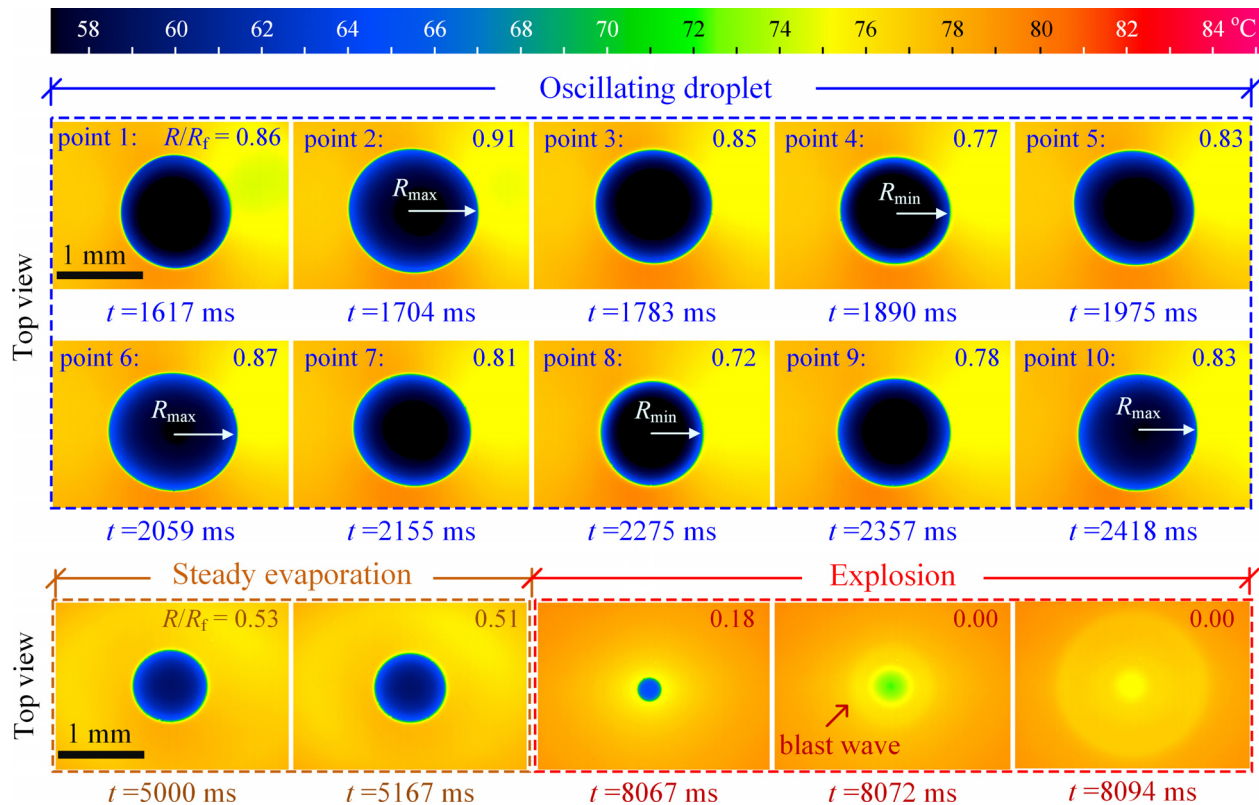 58 60 62 64 66 68 70 72 74 76 78 80 82 84 °C
Oscillating droplet
point 1: R/Rf = 0.86
point 2: 0.91
point 3: 0.85
point 4: 0.77
point 5: 0.83
Rmax
Rmin
1 mm
Top view
t =1617 ms
t =1704 ms
t =1783 ms
t =1890 ms
t =1975 ms
point 6: 0.87
point 7: 0.81
point 8: 0.72
point 9: 0.78
point 10: 0.83
Rmax
Rmin
Rmax
t =2059 ms
t =2155 ms
t =2275 ms
t =2357 ms
t =2418 ms
Steady evaporation
Explosion
R/Rf = 0.53
0.51
0.18
0.00
0.00
Top view
1 mm
blast wave
t =5000 ms
t =5167 ms
t =8067 ms
t =8072 ms
t =8094 ms